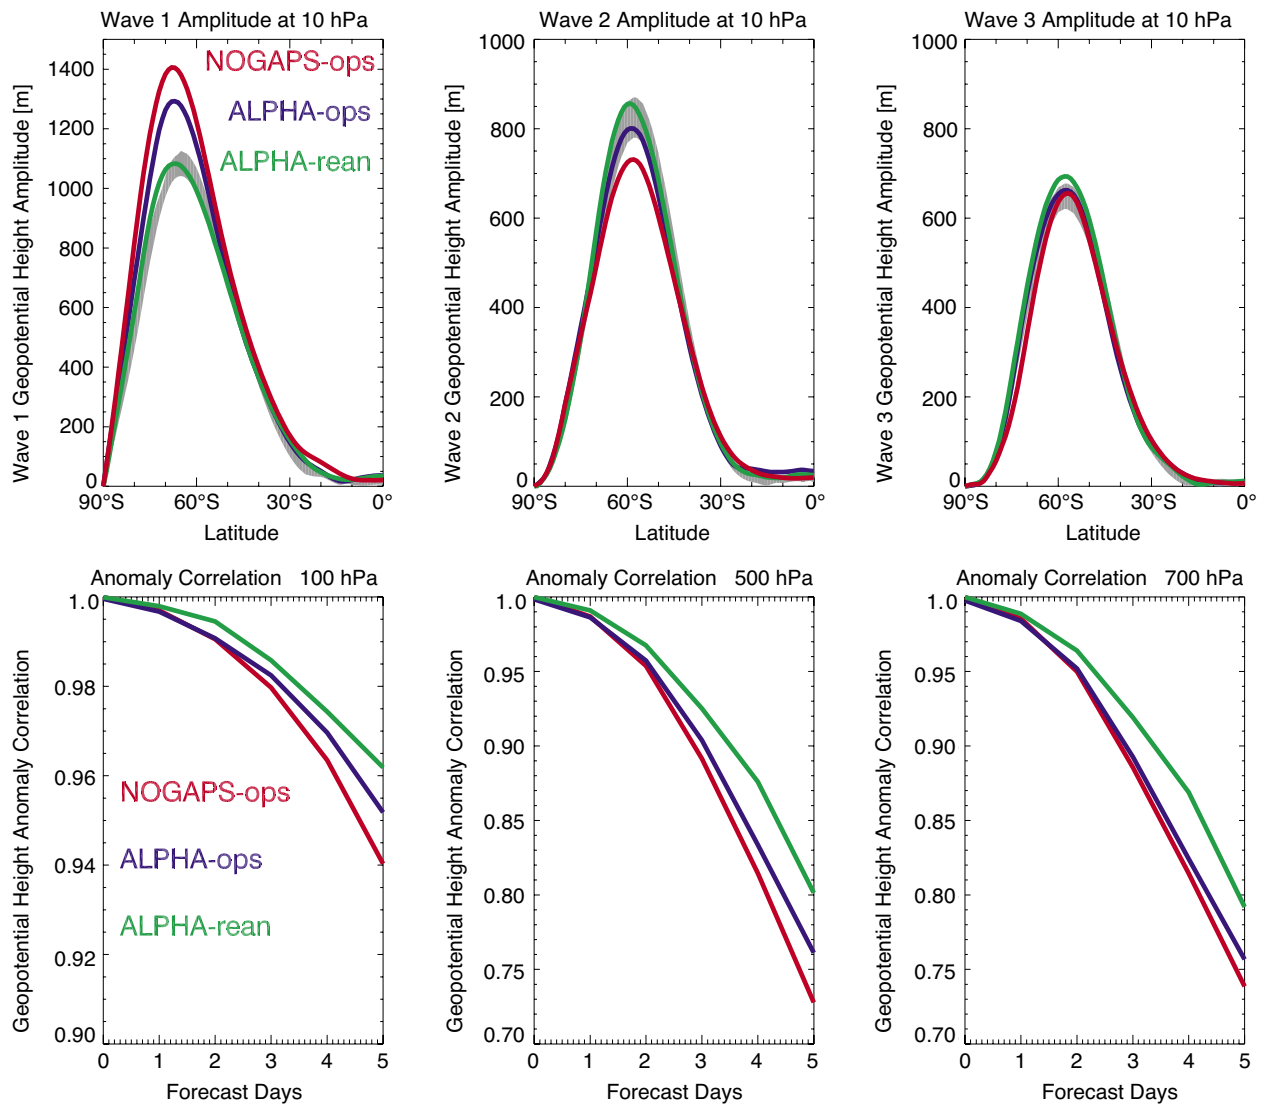 Wave 1 Amplitude at 10 hPa
Wave 1 Geopotential Height Amplitude [m]
1400
1200
1000
800
600
400
200
0
NOGAPS-ops
ALPHA-ops
ALPHA-rean
90°S
60°S
30°S
0°
Latitude
Wave 2 Amplitude at 10 hPa
Wave 2 Geopotential Height Amplitude [m]
1000
800
600
400
200
0
90°S
60°S
30°S
0°
Latitude
Wave 3 Amplitude at 10 hPa
Wave 3 Geopotential Height Amplitude [m]
1000
800
600
400
200
0
90°S
60°S
30°S
0°
Latitude
Anomaly Correlation 100 hPa
Geopotential Height Anomaly Correlation
1.0
0.98
0.96
0.94
0.92
0.90
NOGAPS-ops
ALPHA-ops
ALPHA-rean
0 1 2 3 4 5
Forecast Days
Anomaly Correlation 500 hPa
Geopotential Height Anomaly Correlation
1.0
0.95
0.90
0.85
0.80
0.75
0.70
0 1 2 3 4 5
Forecast Days
Anomaly Correlation 700 hPa
Geopotential Height Anomaly Correlation
1.0
0.95
0.90
0.85
0.80
0.75
0.70
0 1 2 3 4 5
Forecast Days